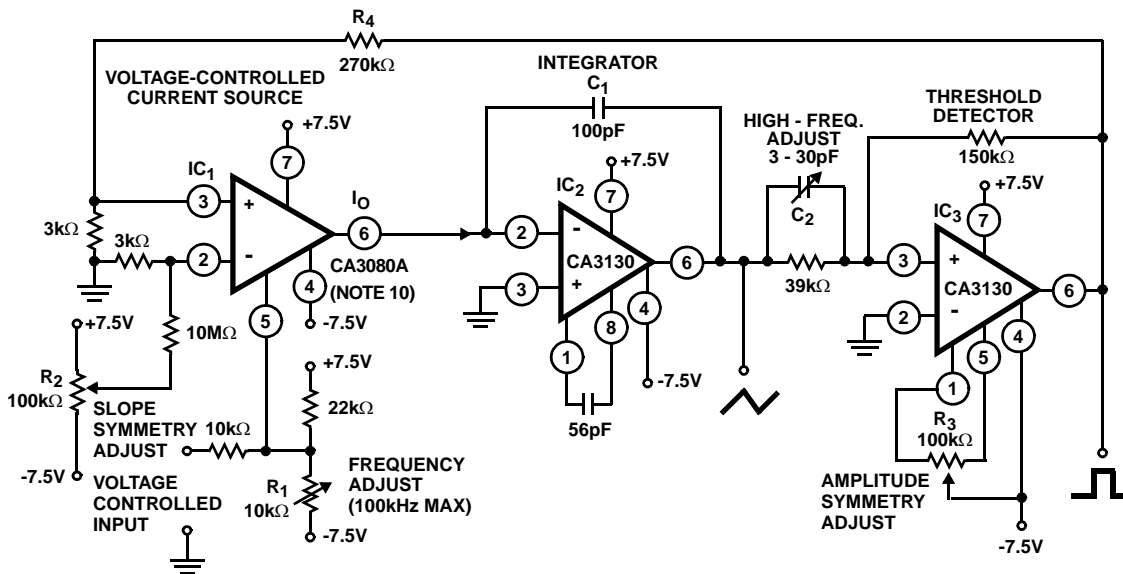 R4
270kΩ
VOLTAGE-CONTROLLED
CURRENT SOURCE
+7.5V
7
IC1
3
+
3kΩ
3kΩ
2
-
IO
6
CA3080A
(NOTE 10)
4
-7.5V
5
+7.5V
10MΩ
R2
100kΩ
-7.5V
SLOPE
SYMMETRY
ADJUST
10kΩ
VOLTAGE
CONTROLLED
INPUT
+7.5V
22kΩ
R1
10kΩ
FREQUENCY
ADJUST
(100kHz MAX)
-7.5V
INTEGRATOR
C1
100pF
+7.5V
IC2
7
2
-
CA3130
3
+
6
1
8
4
56pF
-7.5V
HIGH - FREQ.
ADJUST
3 - 30pF
C2
39kΩ
THRESHOLD
DETECTOR
150kΩ
+7.5V
IC3
7
3
+
CA3130
2
-
6
4
5
1
R3
100kΩ
AMPLITUDE
SYMMETRY
ADJUST
-7.5V